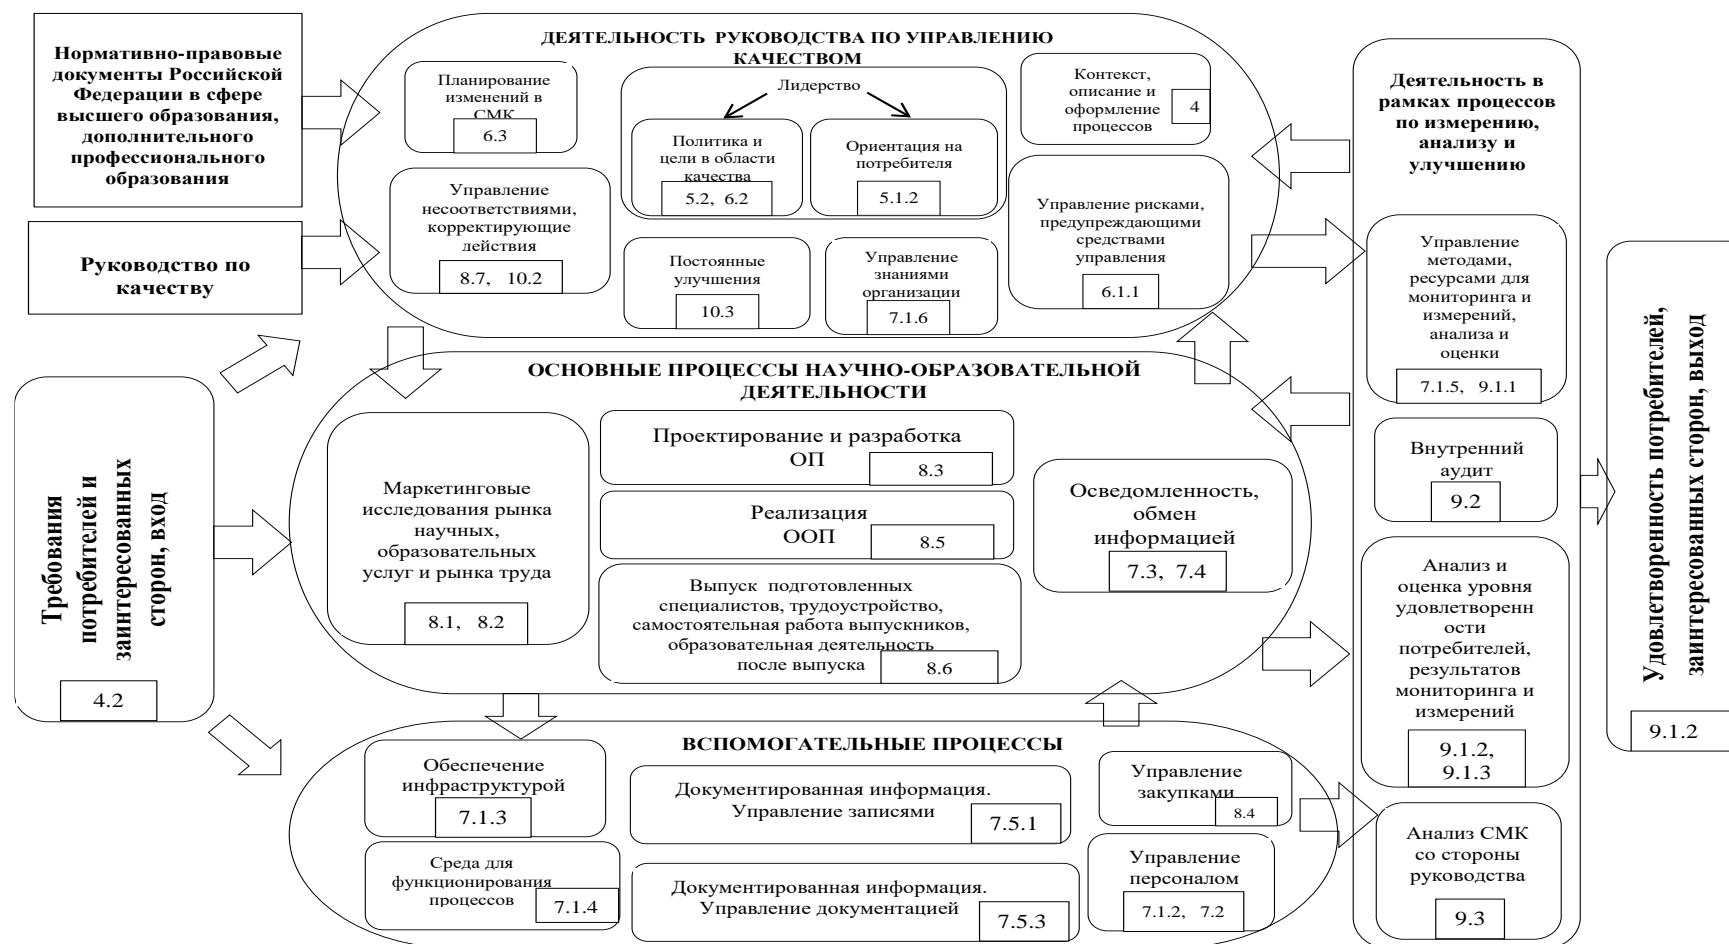 Нормативно-правовые
документы Российской
Федерации в сфере
высшего образования,
дополнительного
профессионального
образования
Руководство по
качеству
Требования
потребителей и
заинтересованных
сторон, вход
4.2
ДЕЯТЕЛЬНОСТЬ РУКОВОДСТВА ПО УПРАВЛЕНИЮ
КАЧЕСТВОМ
Планирование
изменений в
СМК
6.3
Лидерство
Политика и
цели в области
качества
5.2, 6.2
Ориентация на
потребителя
5.1.2
Контекст,
описание и
оформление
процессов
4
Управление
несоответствиями,
корректирующие
действия
8.7, 10.2
Постоянные
улучшения
10.3
Управление
знаниями
организации
7.1.6
Управление рисками,
предупреждающими
средствами
управления
6.1.1
ОСНОВНЫЕ ПРОЦЕССЫ НАУЧНО-ОБРАЗОВАТЕЛЬНОЙ
ДЕЯТЕЛЬНОСТИ
Маркетинговые
исследования рынка
научных,
образовательных
услуг и рынка труда
8.1, 8.2
Проектирование и разработка
ОП
8.3
Реализация
ООП
8.5
Выпуск подготовленных
специалистов, трудоустройство,
самостоятельная работа выпускников,
образовательная деятельность
после выпуска
8.6
Осведомленность,
обмен
информацией
7.3, 7.4
ВСПОМОГАТЕЛЬНЫЕ ПРОЦЕССЫ
Обеспечение
инфраструктурой
7.1.3
Среда для
функционирования
процессов
7.1.4
Документированная информация.
Управление записями
7.5.1
Документированная информация.
Управление документацией
7.5.3
Управление
закупками
8.4
Управление
персоналом
7.1.2, 7.2
Деятельность в
рамках процессов
по измерению,
анализу и
улучшению
Управление
методами,
ресурсами для
мониторинга и
измерений,
анализа и
оценки
7.1.5, 9.1.1
Внутренний
аудит
9.2
Анализ и
оценка уровня
удовлетворенн
ости
потребителей,
результатов
мониторинга и
измерений
9.1.2,
9.1.3
Анализ СМК
со стороны
руководства
9.3
Удовлетворенность потребителей,
заинтересованных сторон, выход
9.1.2